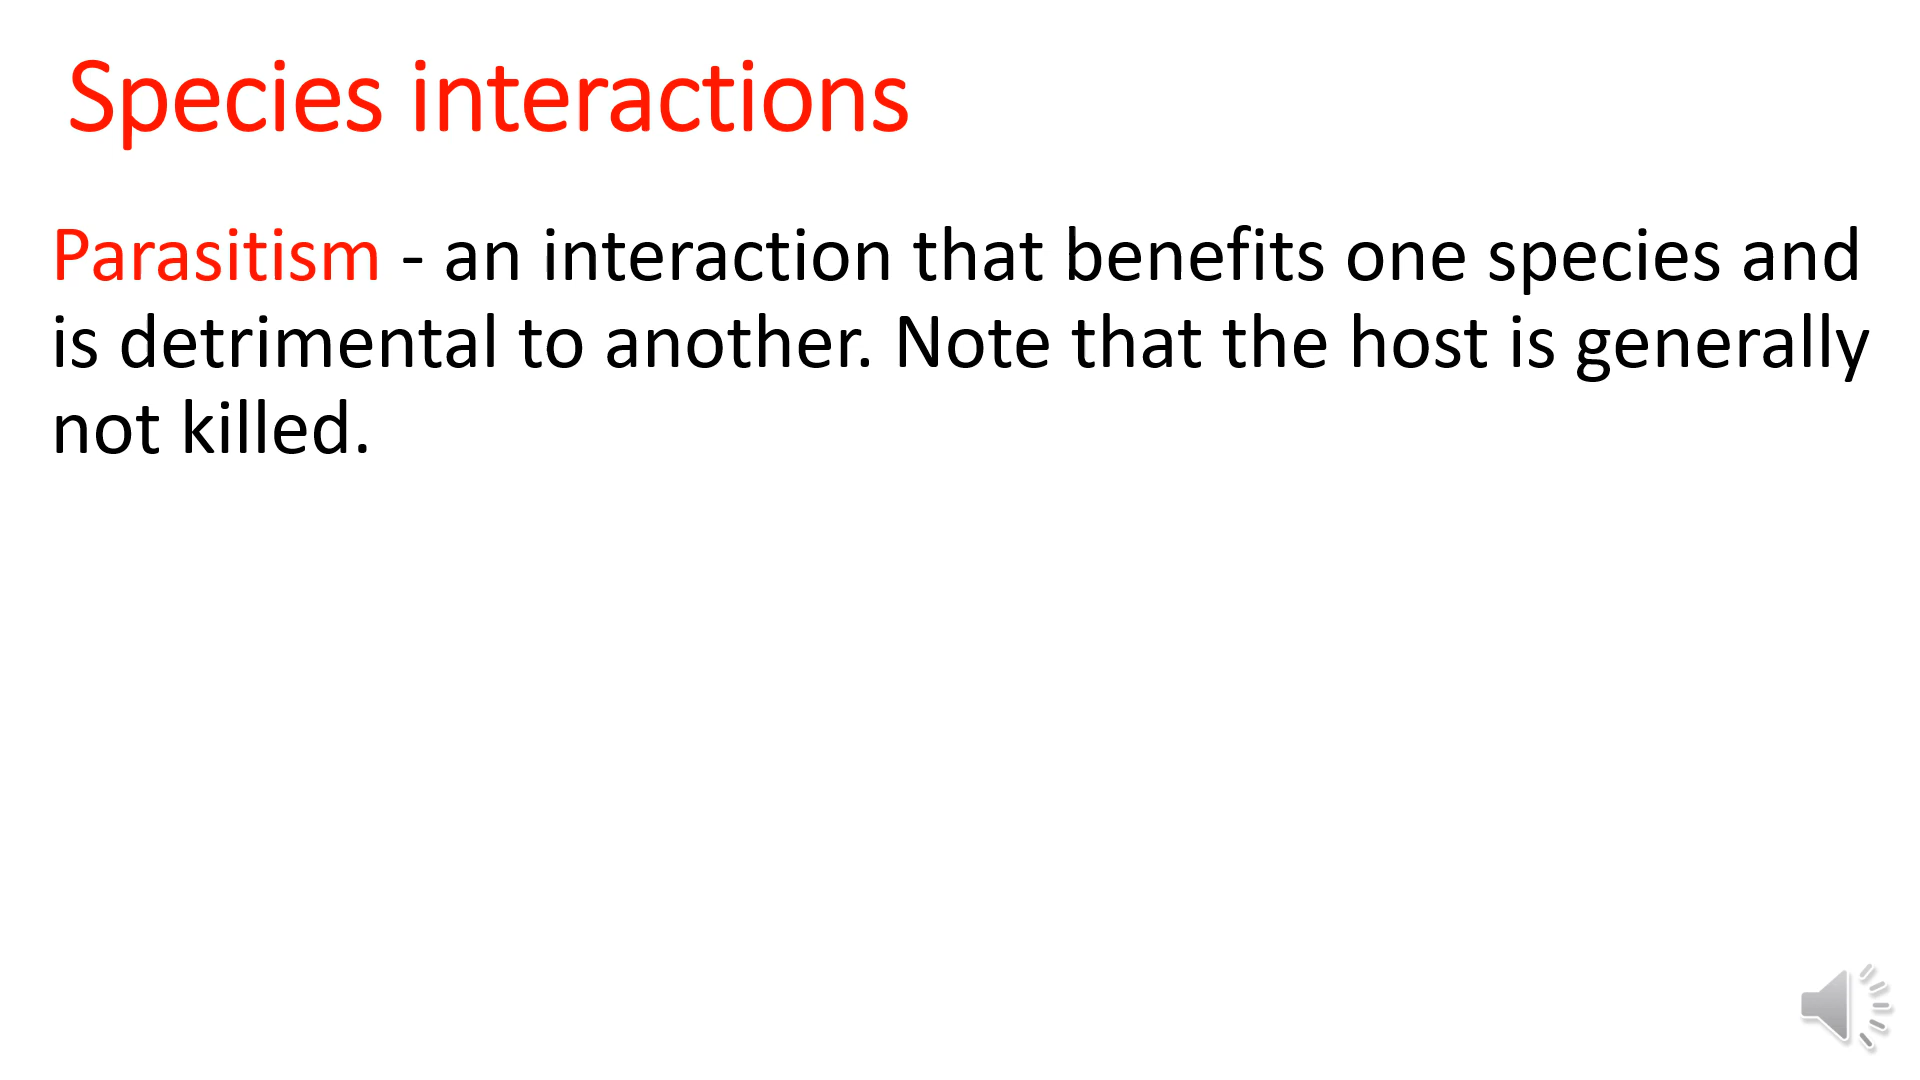 Species interactions
Parasitism - an interaction that benefits one species and
is detrimental to another. Note that the host is generally
not killed.